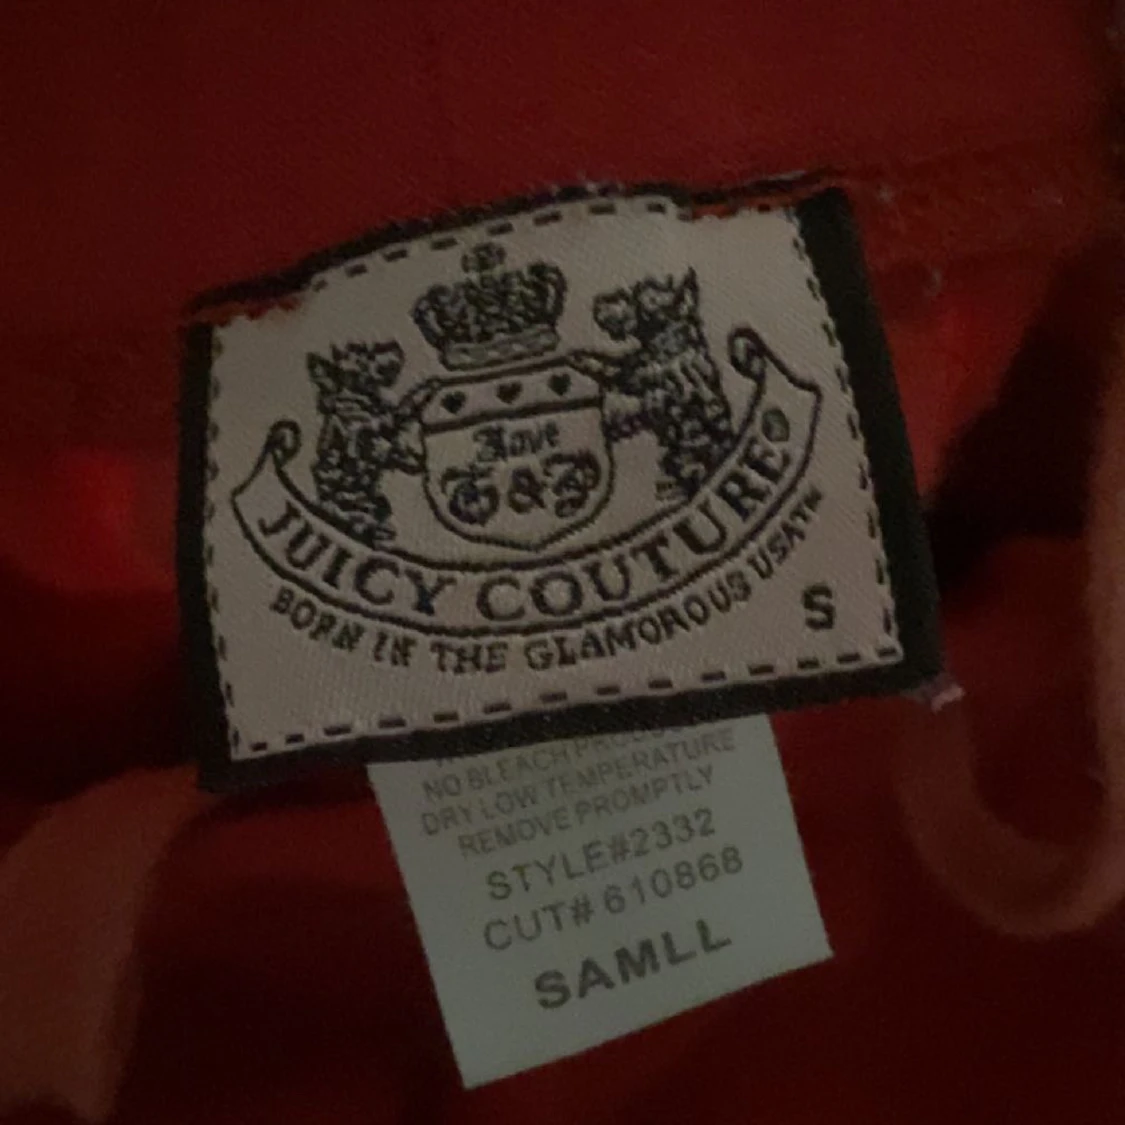 Love
G&P
JUICY COUTURE®
BORN IN THE GLAMOROUS USA™
S
NO BLEACH
DRY LOW TEMPERATURE
REMOVE PROMPTLY
STYLE#2332
CUT# 610868
SAMLL